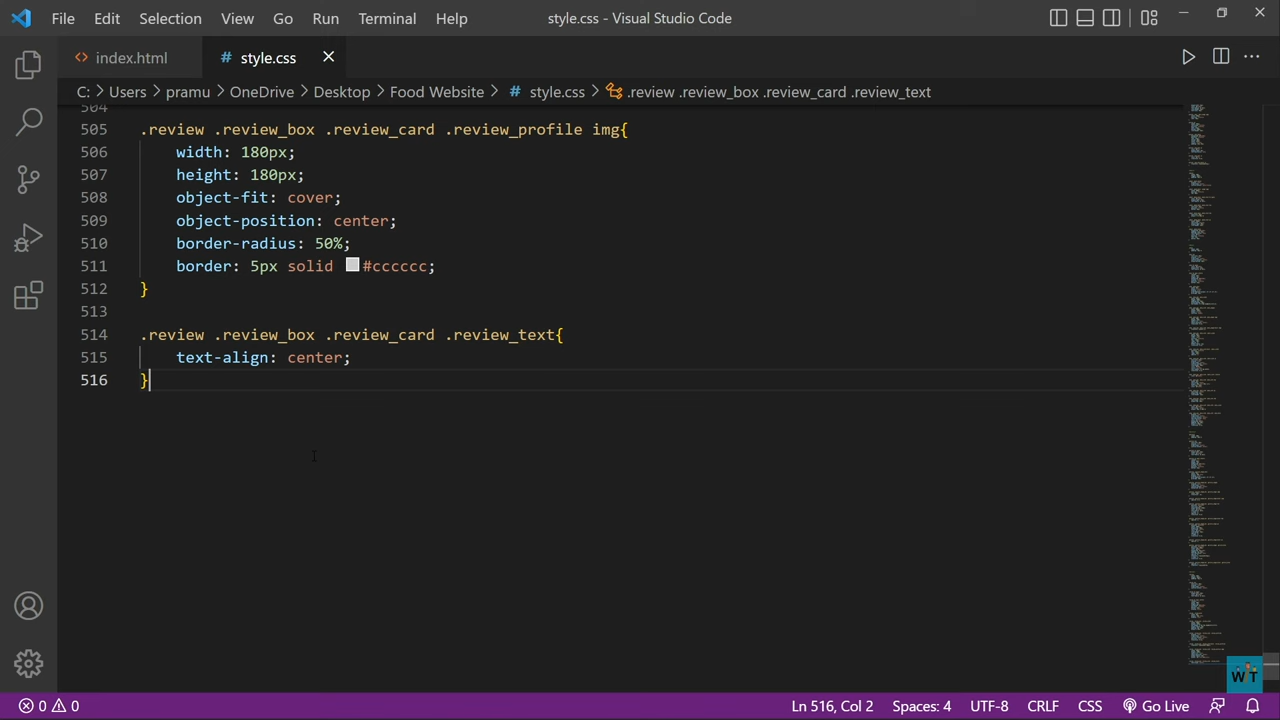 File Edit Selection View Go Run Terminal Help style.css - Visual Studio Code
index.html # style.css
C: > Users > pramu > OneDrive > Desktop > Food Website > # style.css > .review .review_box .review_card .review_text
504
505 .review .review_box .review_card .review_profile img{
506 width: 180px;
507 height: 180px;
508 object-fit: cover;
509 object-position: center;
510 border-radius: 50%;
511 border: 5px solid #cccccc;
512 }
513
514 .review .review_box .review_card .review_text{
515 text-align: center;
516 }
WT
0 0 Ln 516, Col 2 Spaces: 4 UTF-8 CRLF CSS Go Live